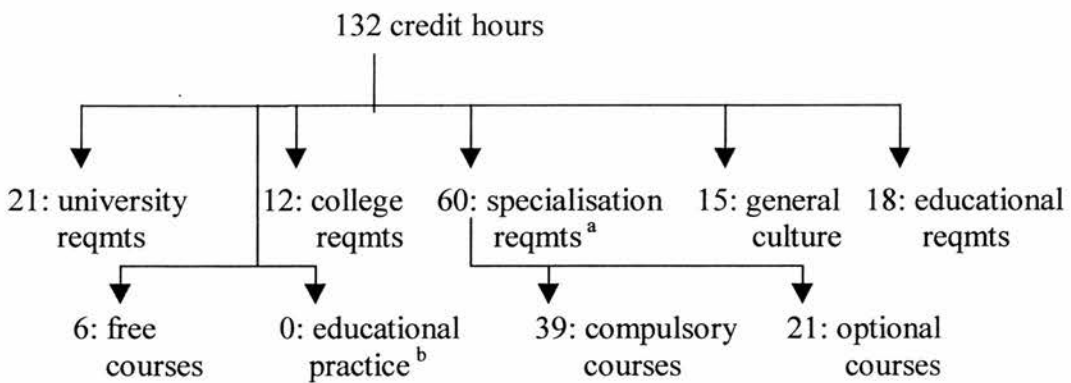 132 credit hours
21: university
reqmts
12: college
reqmts
60: specialisation
reqmts a
15: general
culture
18: educational
reqmts
6: free
courses
0: educational
practice b
39: compulsory
courses
21: optional
courses